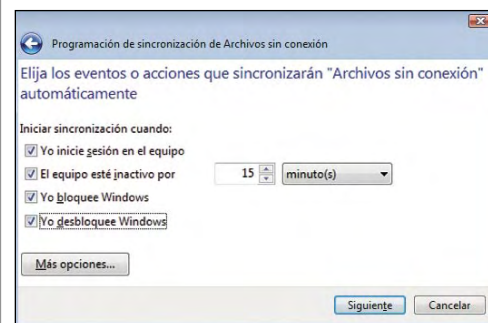 Programación de sincronización de Archivos sin conexión
Elija los eventos o acciones que sincronizarán "Archivos sin conexión"
automáticamente
Iniciar sincronización cuando:
Yo inicie sesión en el equipo
El equipo esté inactivo por 15 minuto(s)
Yo bloquee Windows
Yo desbloquee Windows
Más opciones...
Siguiente Cancelar